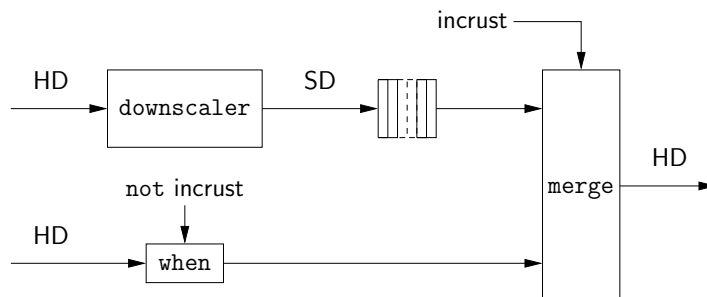 incrust
HD
downscaler
SD
merge
HD
not incrust
HD
when